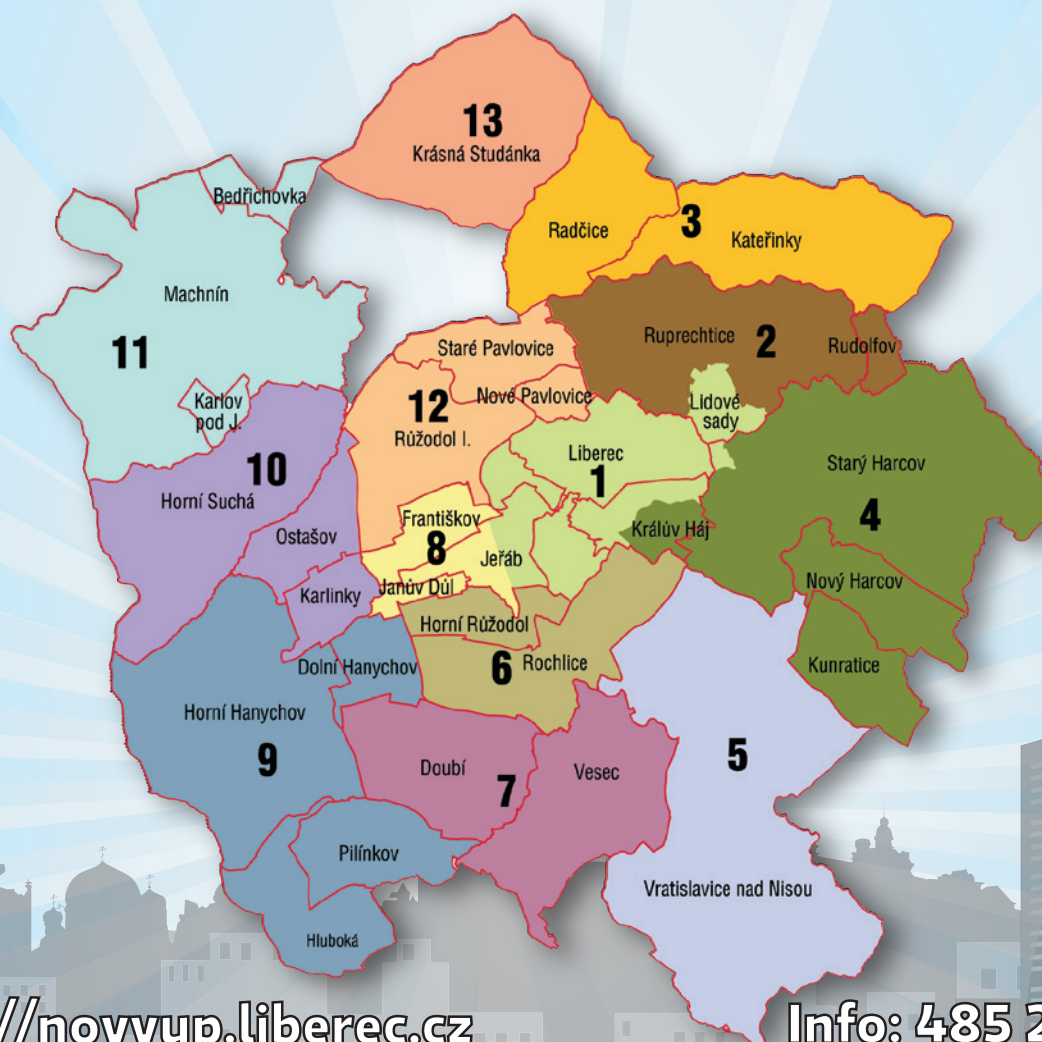 13
Krásná Studánka
Bedřichovka
Radčice
3
Kateřinky
Machnín
11
Ruprechtice
2
Rudolfov
Staré Pavlovice
Nové Pavlovice
12
Růžodol I.
Karlov
pod J.
Lidové
sady
Liberec
1
10
Horní Suchá
Starý Harcov
4
Ostašov
Františkov
8
Jeřáb
Králův Háj
Janův Důl
Nový Harcov
Karlinky
Horní Růžodol
6
Rochlice
Dolní Hanychov
Kunratice
Horní Hanychov
9
Doubí
7
Vesec
5
Pilínkov
Vratislavice nad Nisou
Hluboká
//novyup.liberec.cz
Info: 485 2